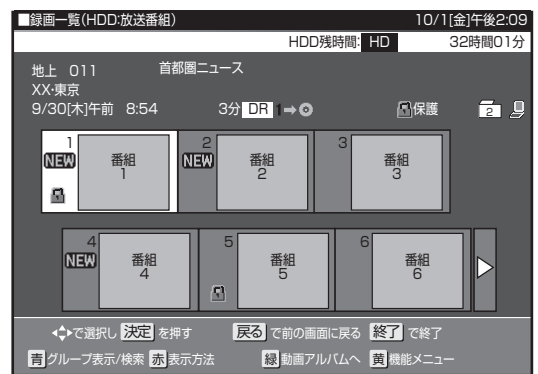 ■録画一覧(HDD:放送番組) 10/1[金]午後2:09
HDD残時間: HD 32時間01分
地上 011 首都圏ニュース
XX・東京
9/30[木]午前 8:54 3分 DR 1➡ 保護 2
1 NEW 番組 1
2 NEW 番組 2
3 番組 3
4 NEW 番組 4
5 番組 5
6 番組 6
で選択し 決定 を押す 戻る で前の画面に戻る 終了 で終了
青 グループ表示/検索 赤 表示方法 緑 動画アルバムへ 黄 機能メニュー